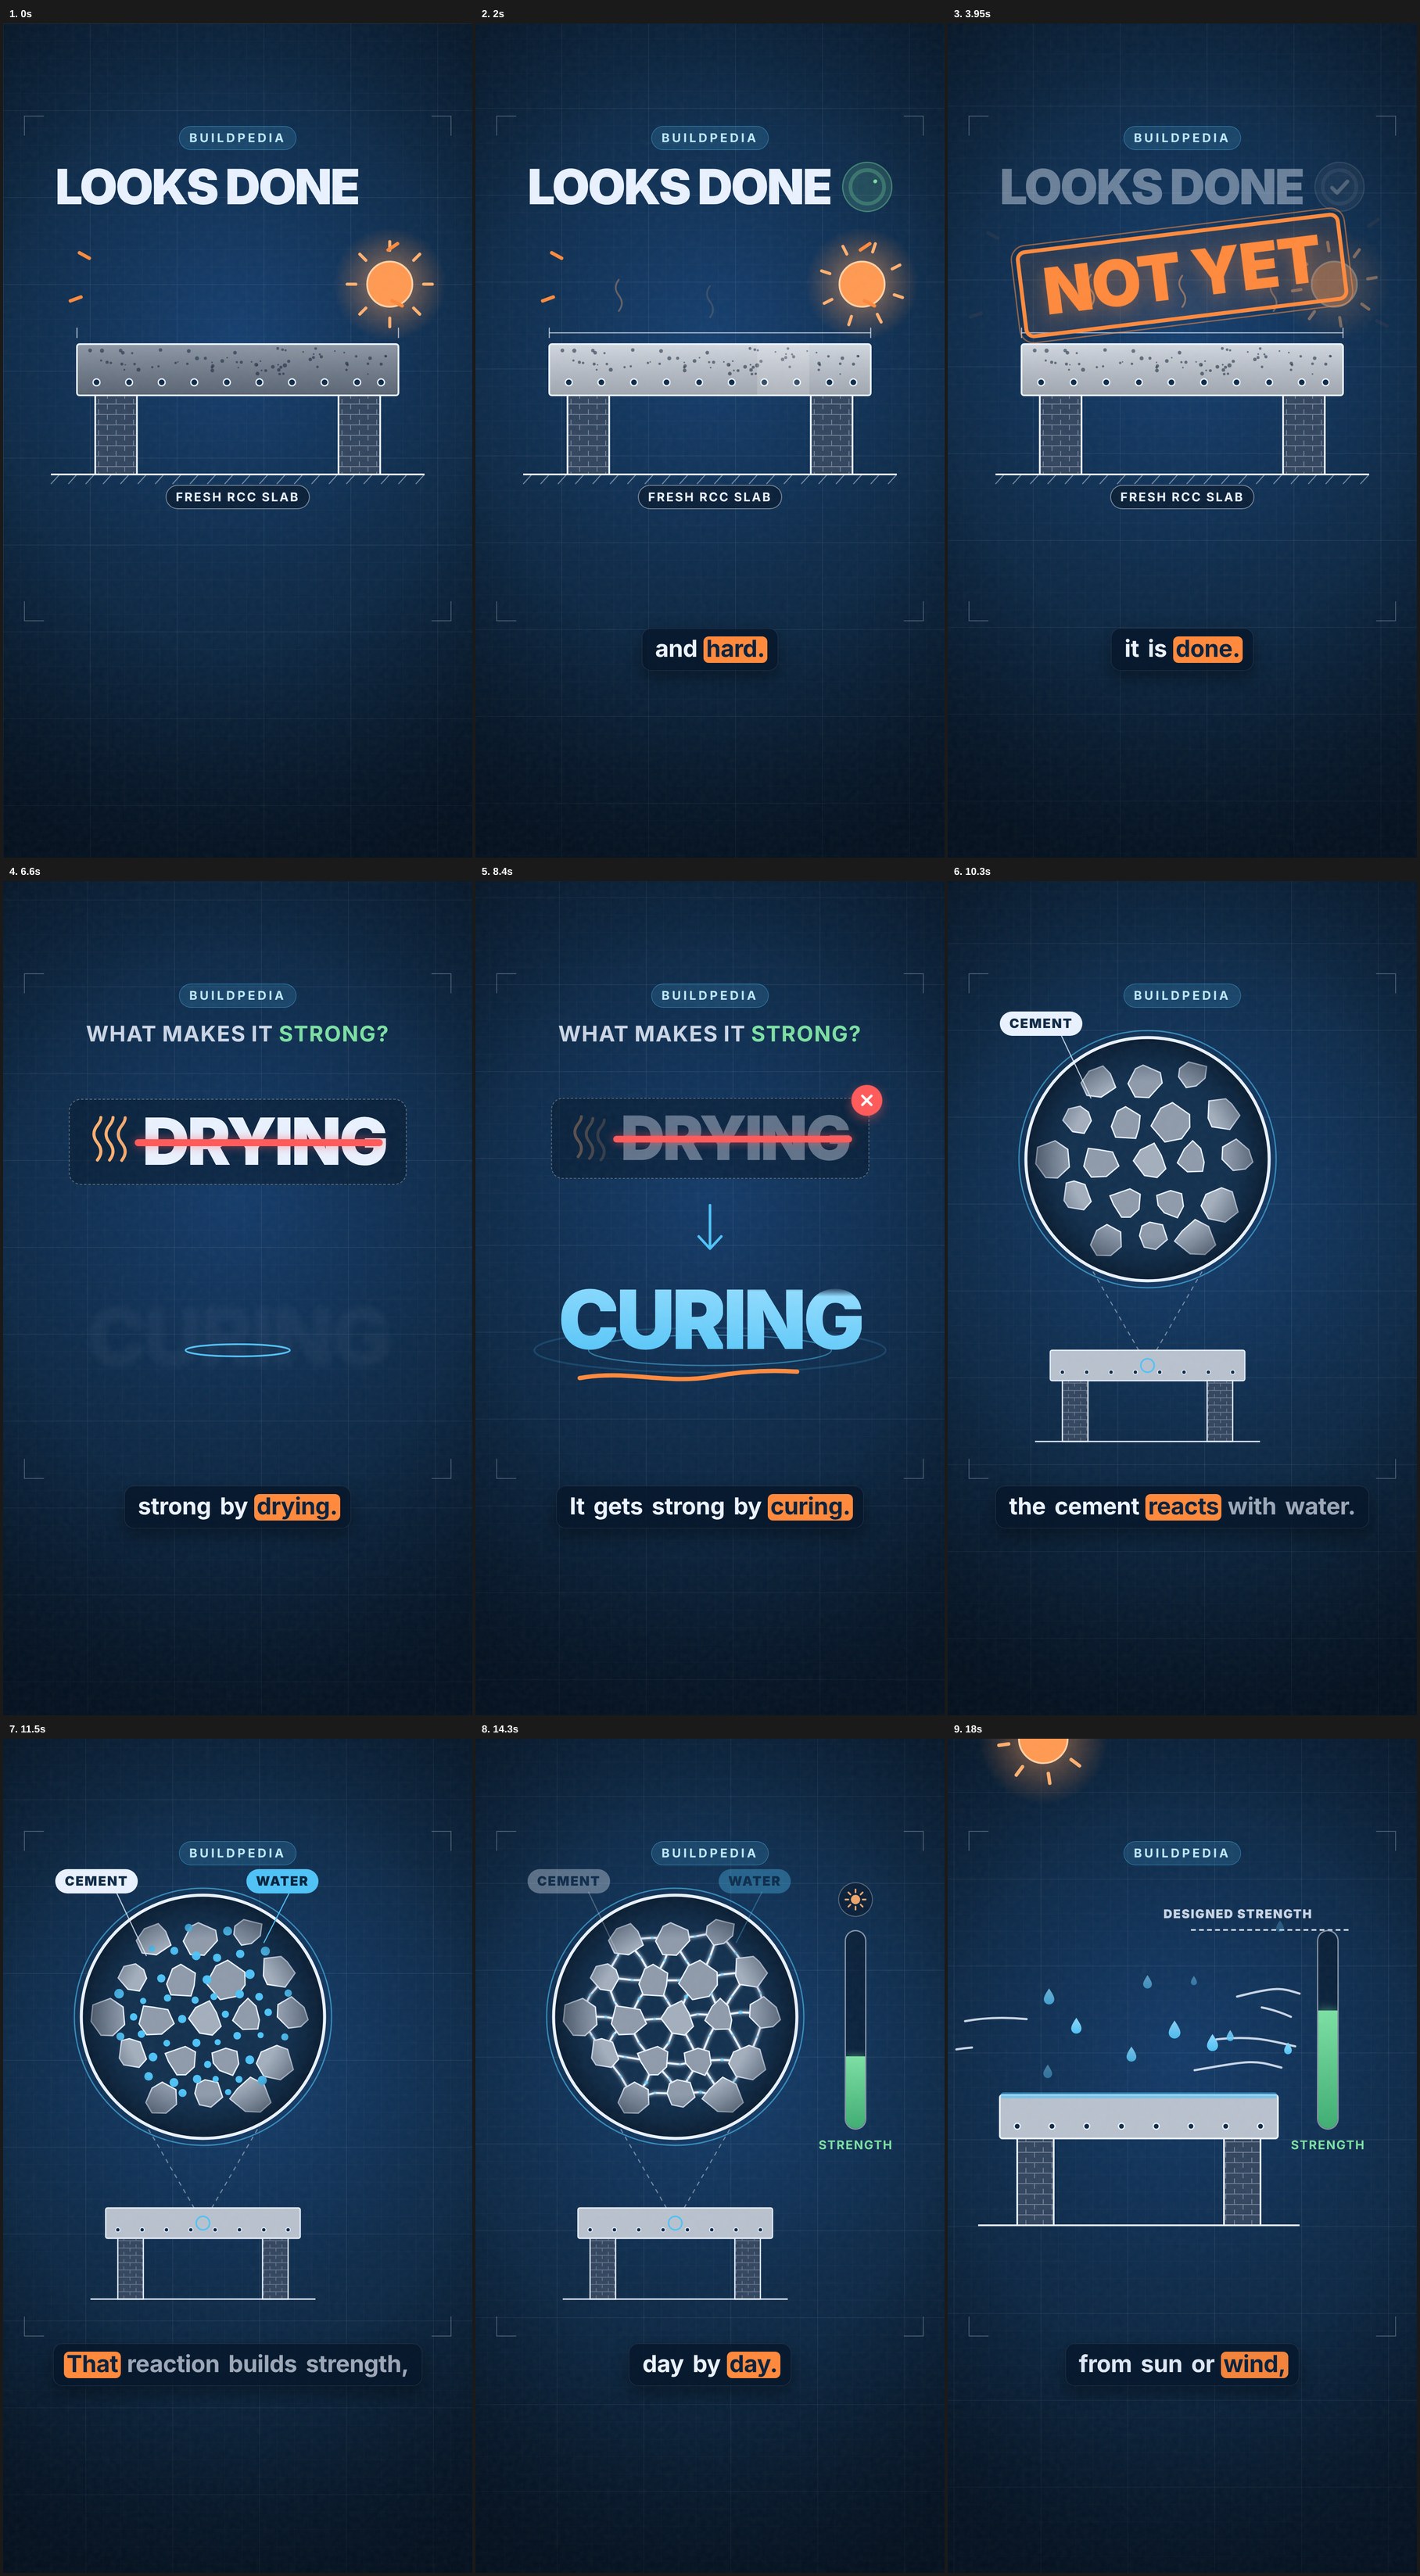 1. 0s
BUILDPEDIA
LOOKS DONE
FRESH RCC SLAB
2. 2s
BUILDPEDIA
LOOKS DONE
FRESH RCC SLAB
and hard.
3. 3.95s
BUILDPEDIA
LOOKS DONE
NOT YET
FRESH RCC SLAB
it is done.
4. 6.6s
BUILDPEDIA
WHAT MAKES IT STRONG?
DRYING
CURING
strong by drying.
5. 8.4s
BUILDPEDIA
WHAT MAKES IT STRONG?
DRYING
CURING
It gets strong by curing.
6. 10.3s
BUILDPEDIA
CEMENT
the cement reacts with water.
7. 11.5s
BUILDPEDIA
CEMENT
WATER
That reaction builds strength,
8. 14.3s
BUILDPEDIA
CEMENT
WATER
STRENGTH
day by day.
9. 18s
BUILDPEDIA
DESIGNED STRENGTH
STRENGTH
from sun or wind,